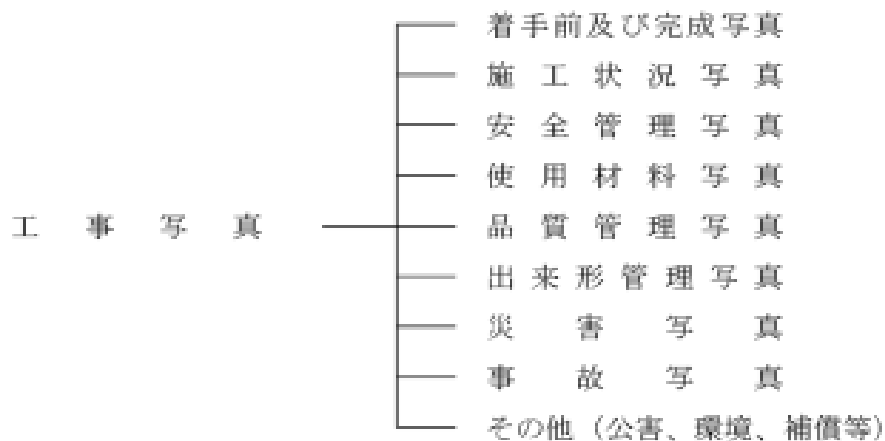 着手前及び完成写真
施工状況写真
安全管理写真
使用材料写真
工事写真
品質管理写真
出来形管理写真
災害写真
事故写真
その他（公害、環境、補償等）